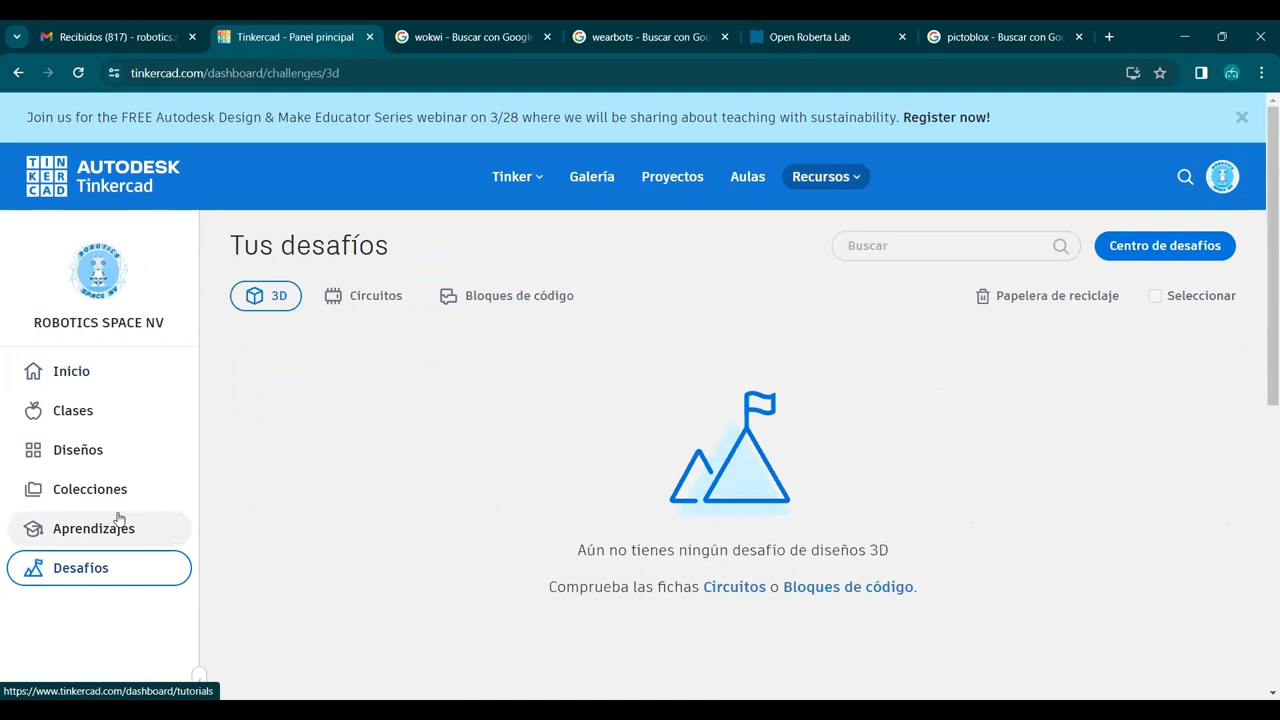 Recibidos (817) - robotics.
Tinkercad - Panel principal
wokwi - Buscar con Google
wearbots - Buscar con Goo
Open Roberta Lab
pictoblox - Buscar con Goo
tinkercad.com/dashboard/challenges/3d
Join us for the FREE Autodesk Design & Make Educator Series webinar on 3/28 where we will be sharing about teaching with sustainability. Register now!
TIN
KER
CAD
AUTODESK
Tinkercad
Tinker
Galería
Proyectos
Aulas
Recursos
ROBOTICS SPACE NV
ROBOTICS SPACE NV
Inicio
Clases
Diseños
Colecciones
Aprendizajes
Desafíos
Tus desafíos
Buscar
Centro de desafíos
3D
Circuitos
Bloques de código
Papelera de reciclaje
Seleccionar
Aún no tienes ningún desafío de diseños 3D
Comprueba las fichas Circuitos o Bloques de código.
https://www.tinkercad.com/dashboard/tutorials